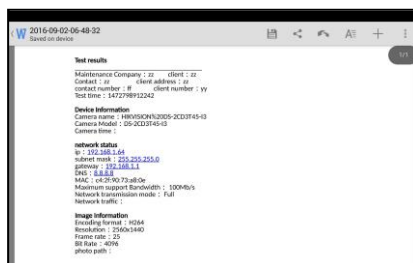 2016-09-02-06-48-32
Saved on device
1/1
Test results
Maintenance Company : zz client : zz
Contact : zz client address : zz
contact number : ff client number : yy
Test time : 1472798912242
Device Information
Camera name : HIKVISION%20DS-2CD3T45-I3
Camera Model : DS-2CD3T45-I3
Camera time :
network status
ip : 192.168.1.64
subnet mask : 255.255.255.0
gateway : 192.168.1.1
DNS : 8.8.8.8
MAC : c4:2f:90:73:a8:0e
Maximum support Bandwidth : 100Mb/s
Network transmission mode : Full
Network traffic :
Image Information
Encoding format : H264
Resolution : 2560x1440
Frame rate : 25
Bit Rate : 4096
photo path :